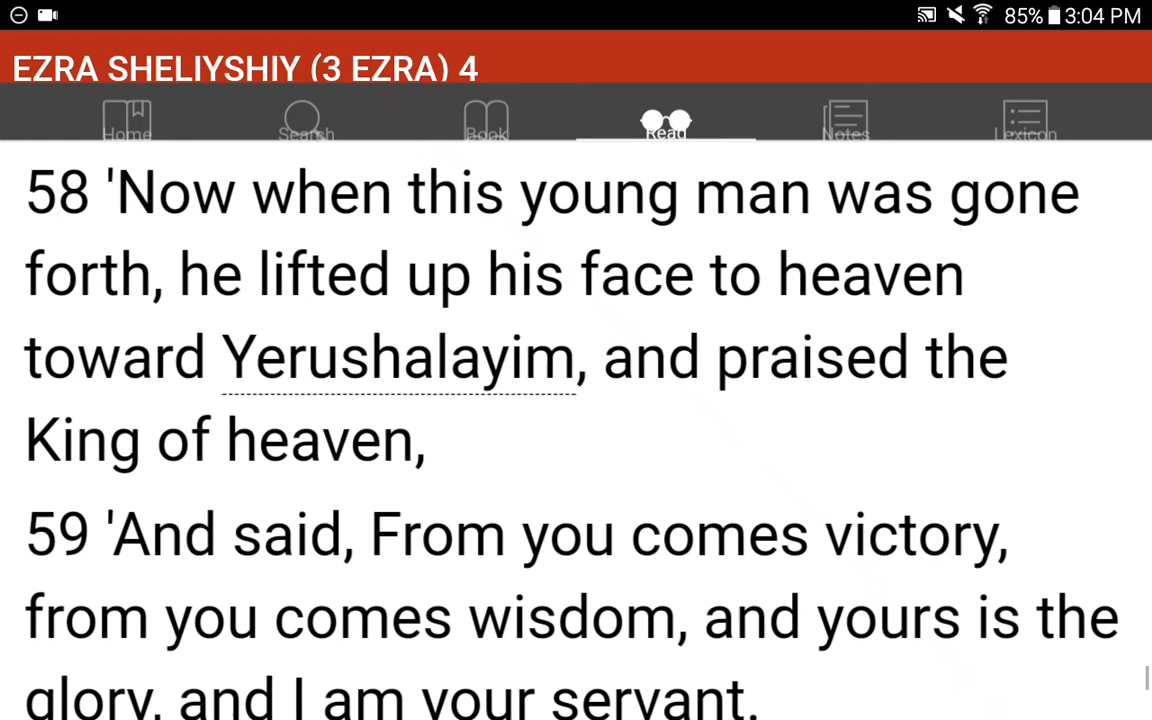 85% 3:04 PM
EZRA SHELIYSHIY (3 EZRA) 4
Home Search Book Read Notes Lexicon
58 'Now when this young man was gone
forth, he lifted up his face to heaven
toward Yerushalayim, and praised the
King of heaven,
59 'And said, From you comes victory,
from you comes wisdom, and yours is the
glory, and I am your servant.